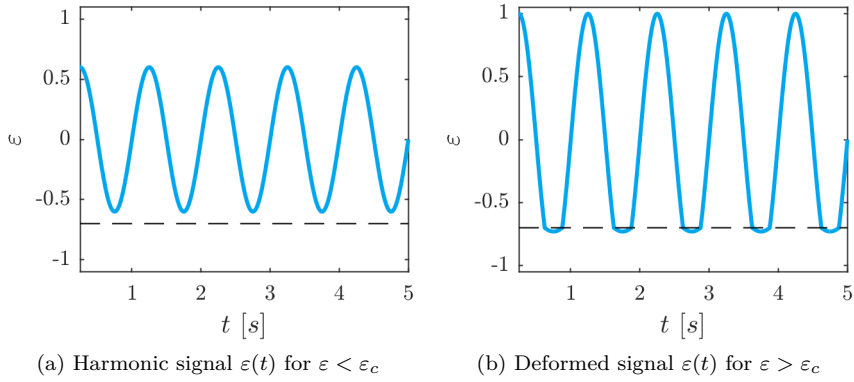 1
0.5
0
-0.5
-1
ε
1 2 3 4 5
t [s]
(a) Harmonic signal ε(t) for ε < ε_c
1
0.5
0
-0.5
-1
ε
1 2 3 4 5
t [s]
(b) Deformed signal ε(t) for ε > ε_c